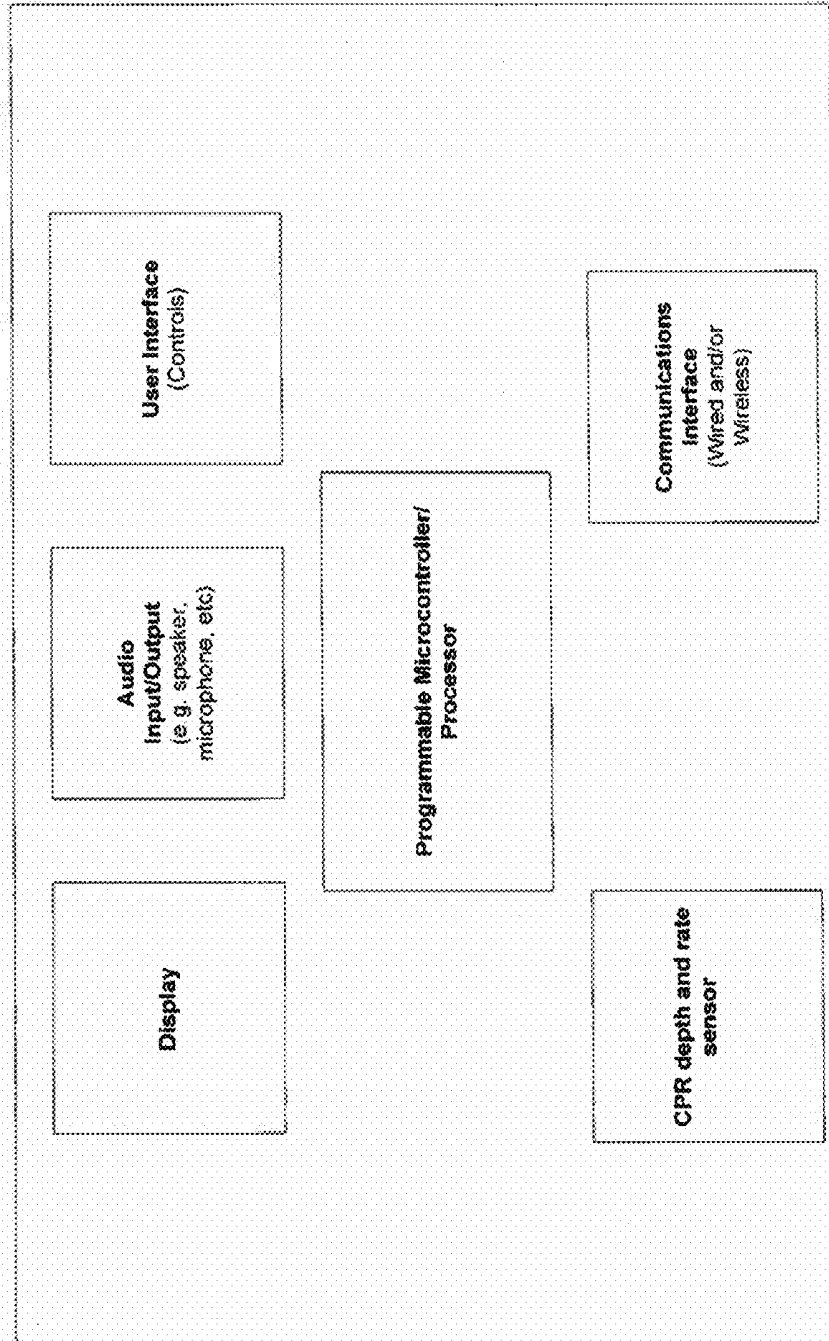 Display
Audio
Input/Output
(e.g. speaker,
microphone, etc)
User Interface
(Controls)
Programmable Microcontroller/
Processor
CPR depth and rate
sensor
Communications
Interface
(Wired and/or
Wireless)